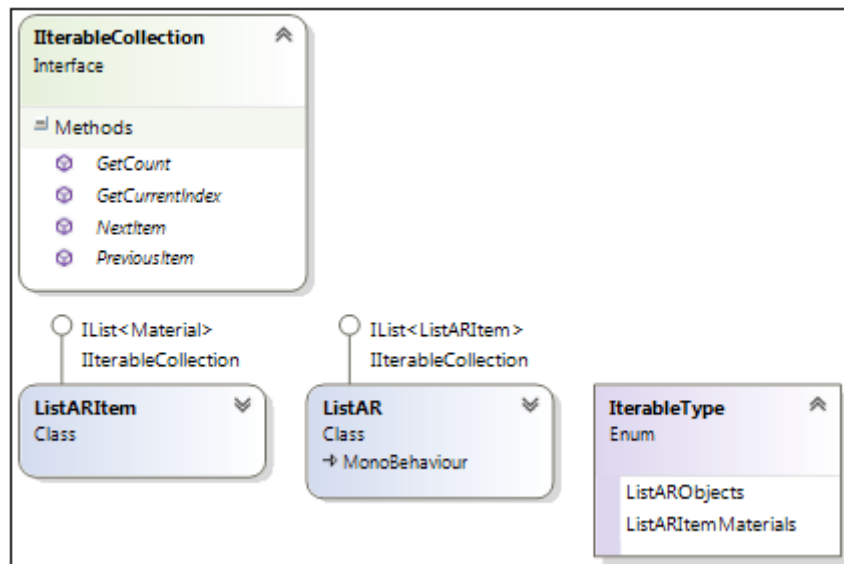 IIterableCollection
Interface
Methods
GetCount
GetCurrentIndex
NextItem
PreviousItem
IList<Material>
IIterableCollection
ListARItem
Class
IList<ListARItem>
IIterableCollection
ListAR
Class
MonoBehaviour
IterableType
Enum
ListARObjects
ListARItemMaterials